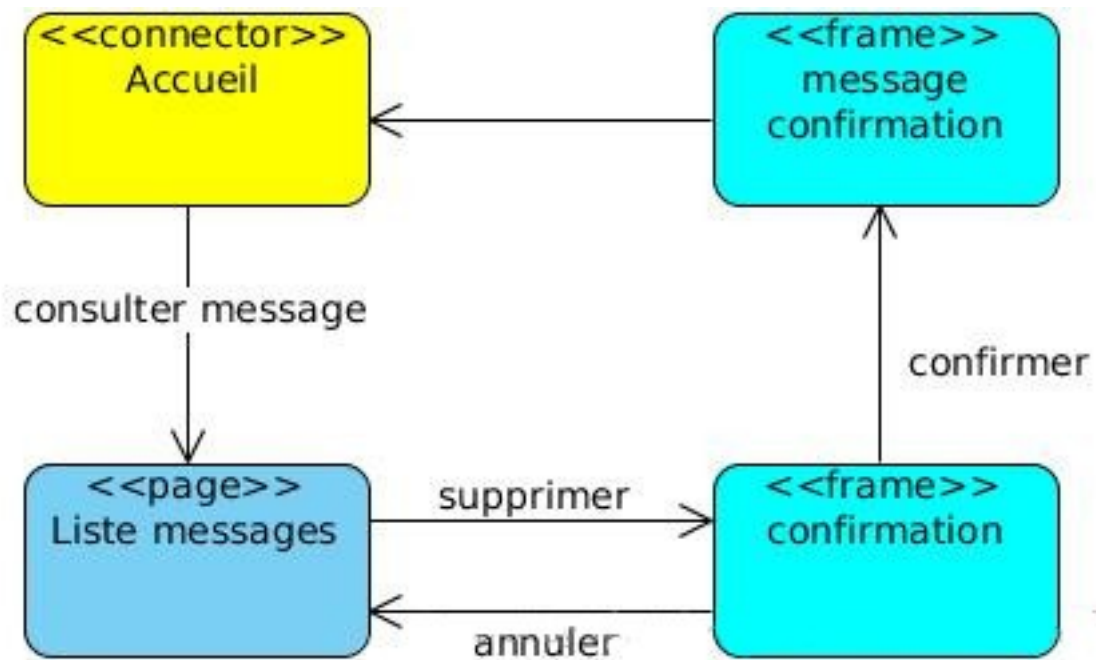 <<connector>>
Accueil
<<frame>>
message
confirmation
consulter message
confirmer
<<page>>
Liste messages
supprimer
<<frame>>
confirmation
annuler